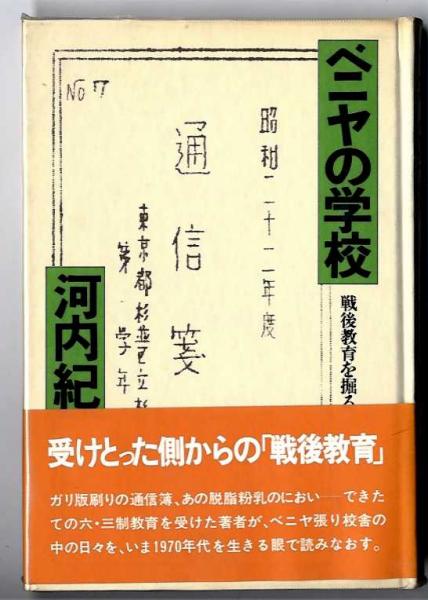 ベニヤの学校
戦後教育を掘る
河内紀
No 7
昭和二十二年度
通信箋
東京都杉並区立
第 学年
受けとった側からの「戦後教育」
ガリ版刷りの通信簿、あの脱脂粉乳のにおい──できた
ての六・三制教育を受けた著者が、ベニヤ張り校舎の
中の日々を、いま1970年代を生きる眼で読みなおす。